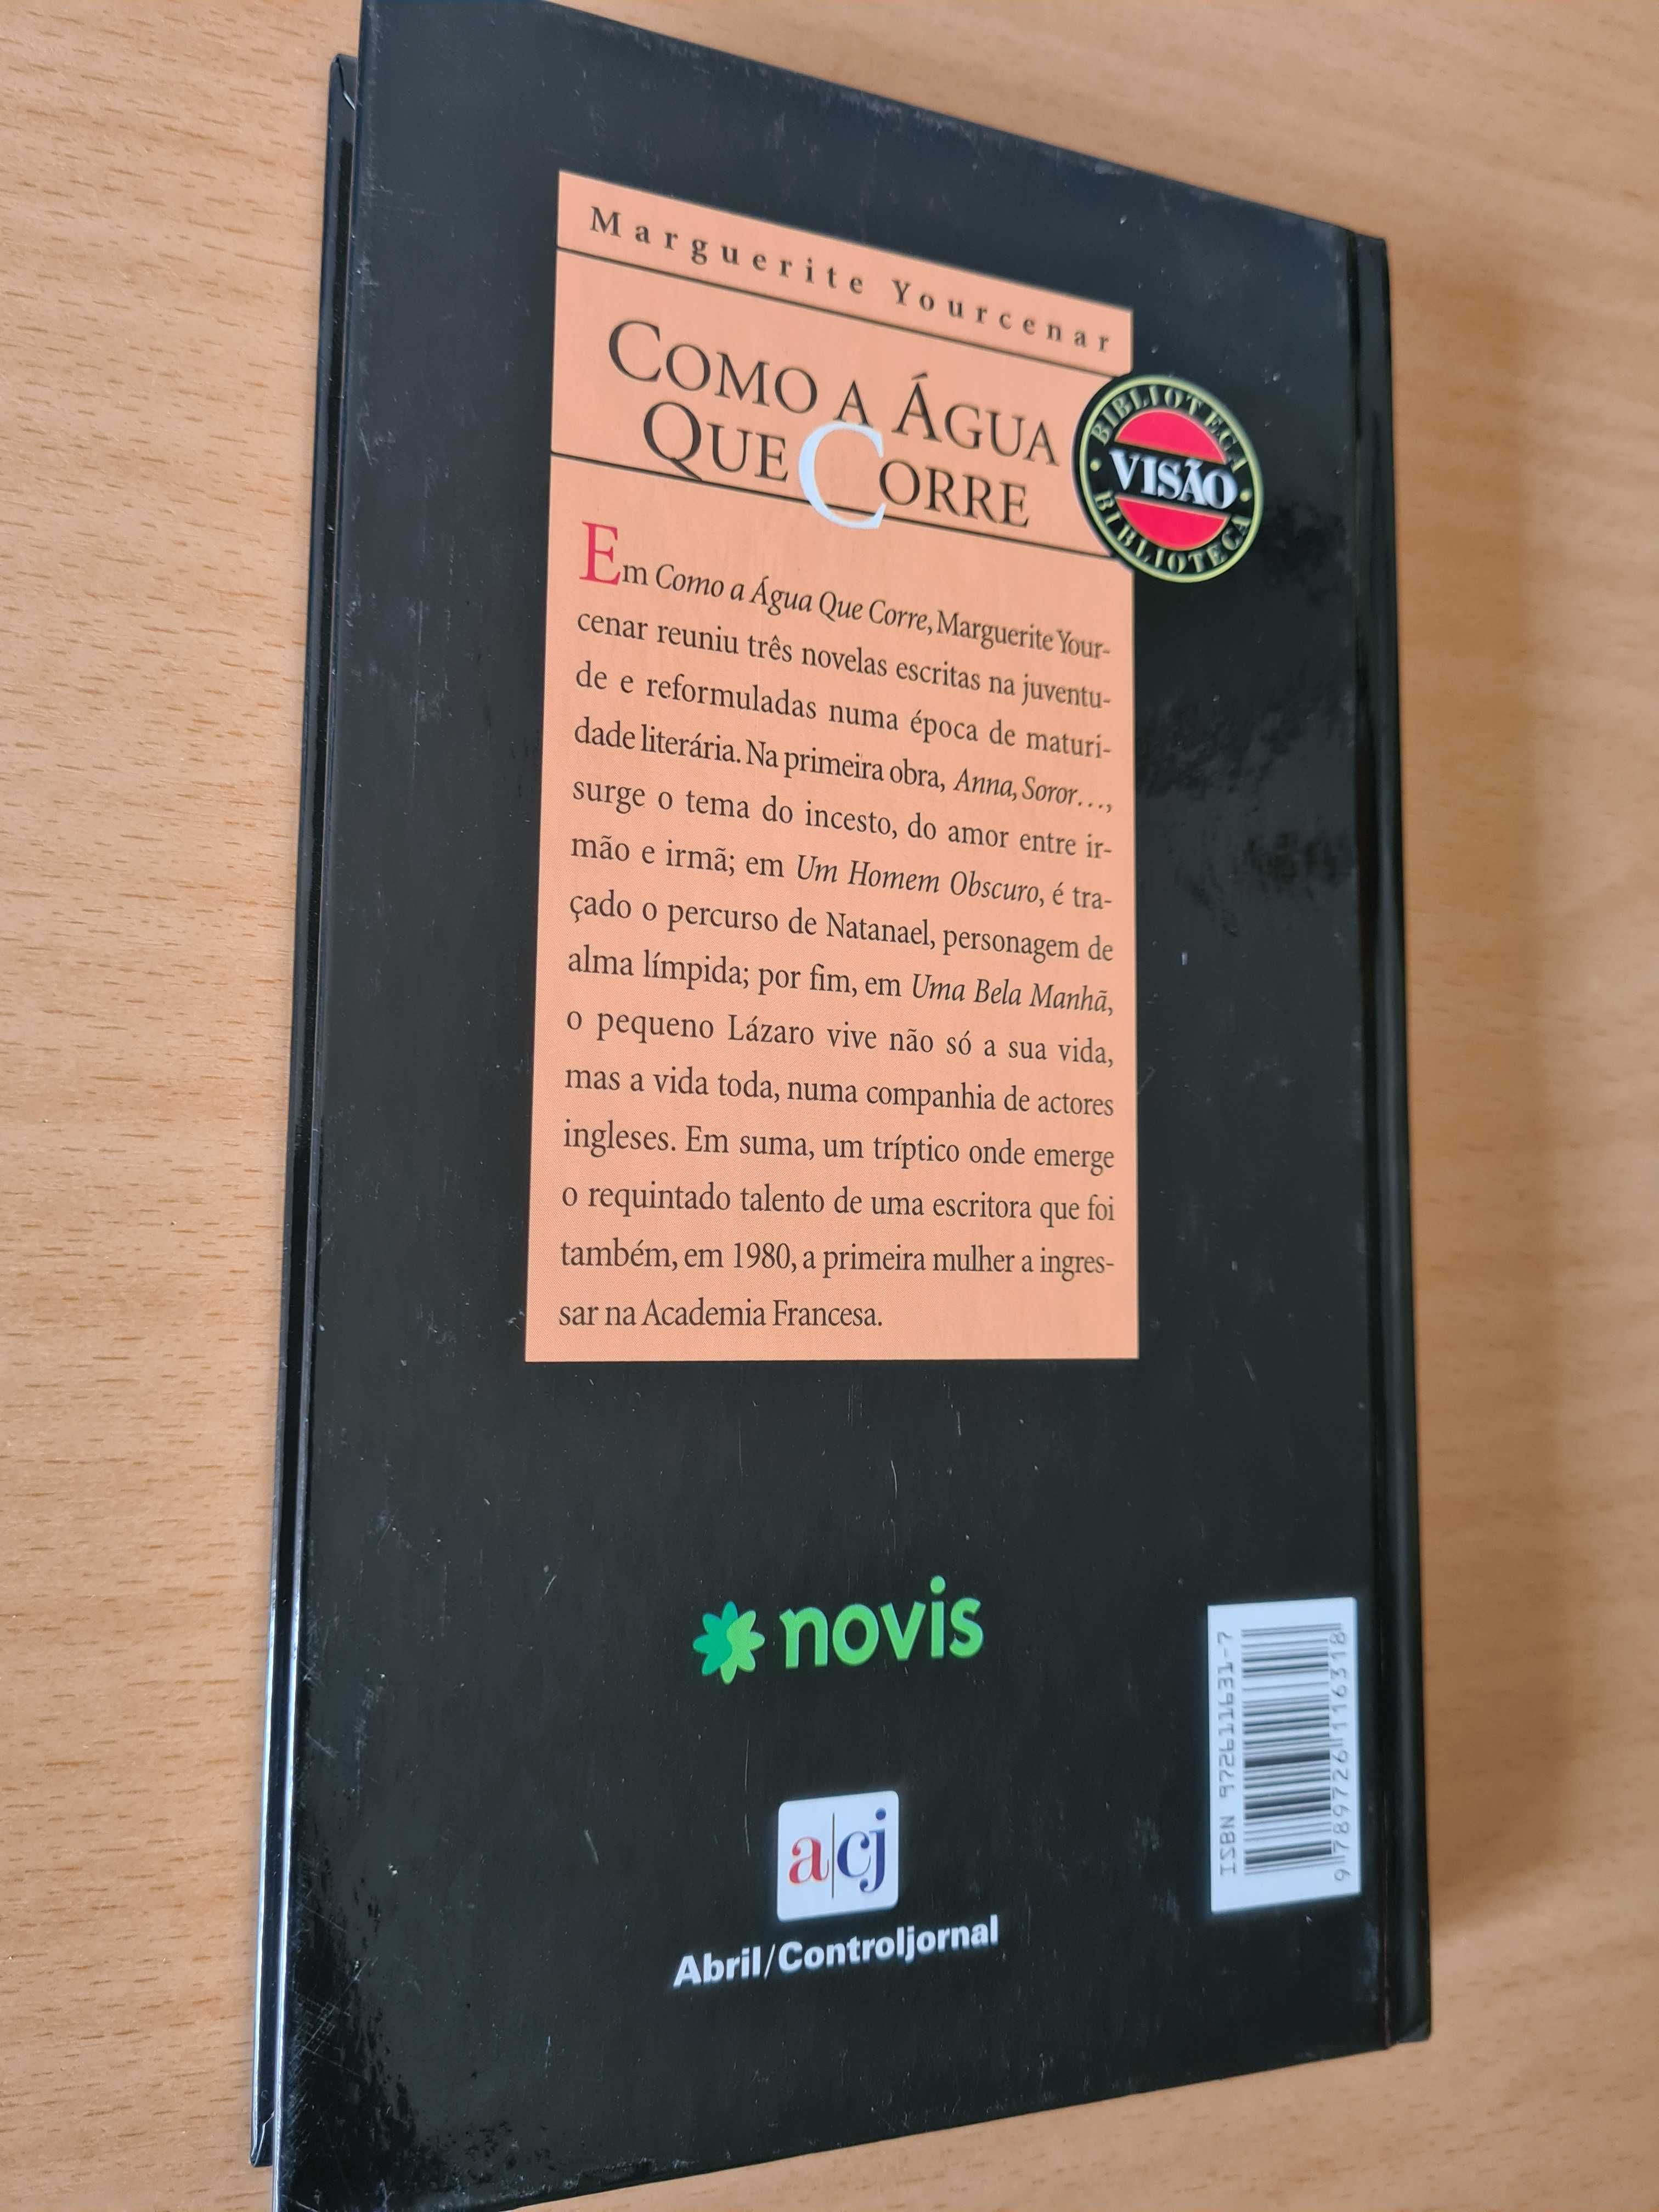 Marguerite Yourcenar
COMO A ÁGUA
QUE CORRE
BIBLIOTECA
VISÃO
BIBLIOTECA
Em Como a Água Que Corre, Marguerite Your-
cenar reuniu três novelas escritas na juventu-
de e reformuladas numa época de maturi-
dade literária. Na primeira obra, Anna, Soror...,
surge o tema do incesto, do amor entre ir-
mão e irmã; em Um Homem Obscuro, é tra-
çado o percurso de Natanael, personagem de
alma límpida; por fim, em Uma Bela Manhã,
o pequeno Lázaro vive não só a sua vida,
mas a vida toda, numa companhia de actores
ingleses. Em suma, um tríptico onde emerge
o requintado talento de uma escritora que foi
também, em 1980, a primeira mulher a ingres-
sar na Academia Francesa.
novis
a|cj
Abril/Controljornal
ISBN 972611631-7
9 789726 116318